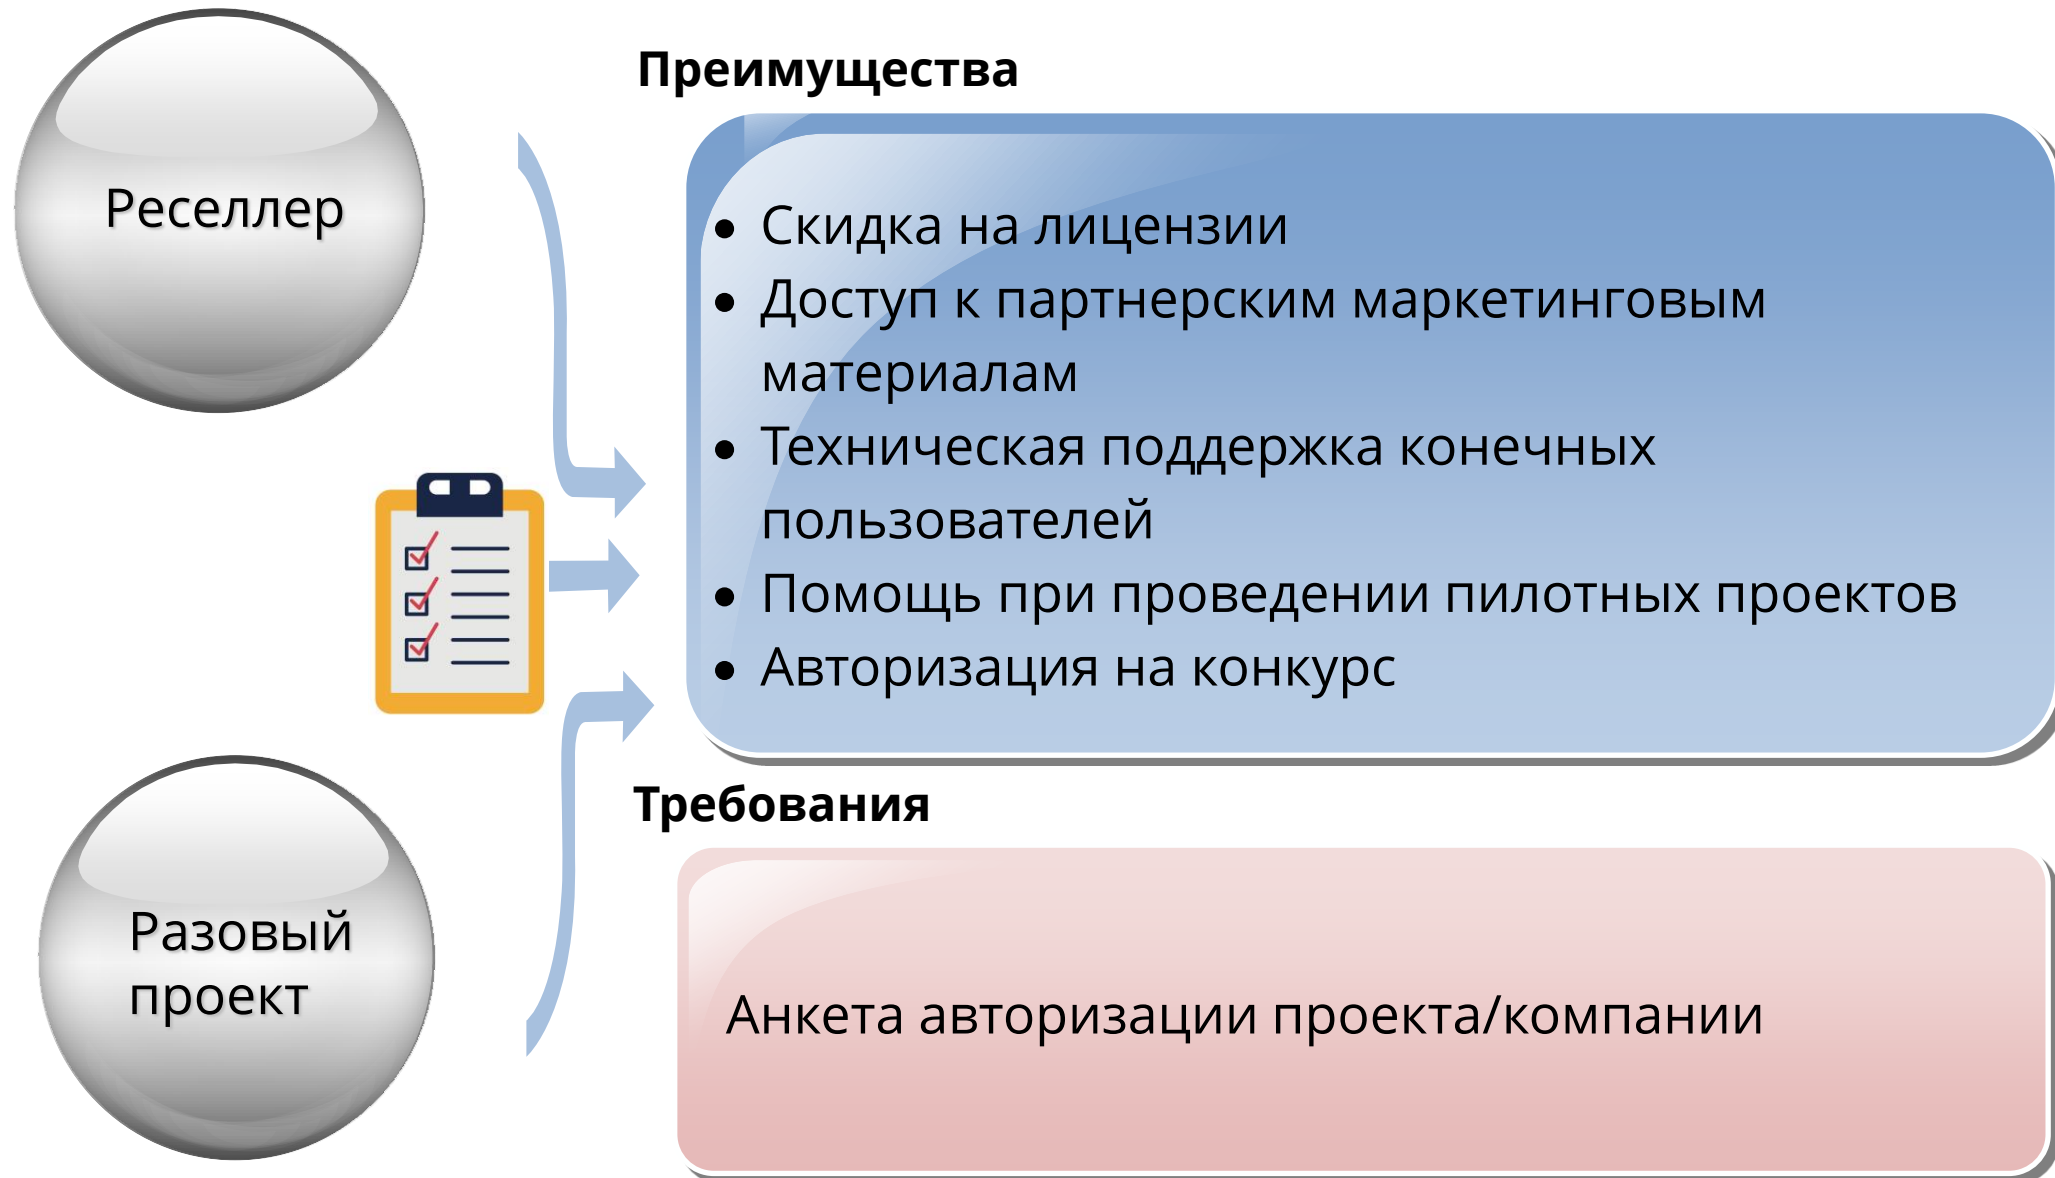 Реселлер
Преимущества
• Скидка на лицензии
• Доступ к партнерским маркетинговым
материалам
• Техническая поддержка конечных
пользователей
• Помощь при проведении пилотных проектов
• Авторизация на конкурс
Разовый
проект
Требования
Анкета авторизации проекта/компании